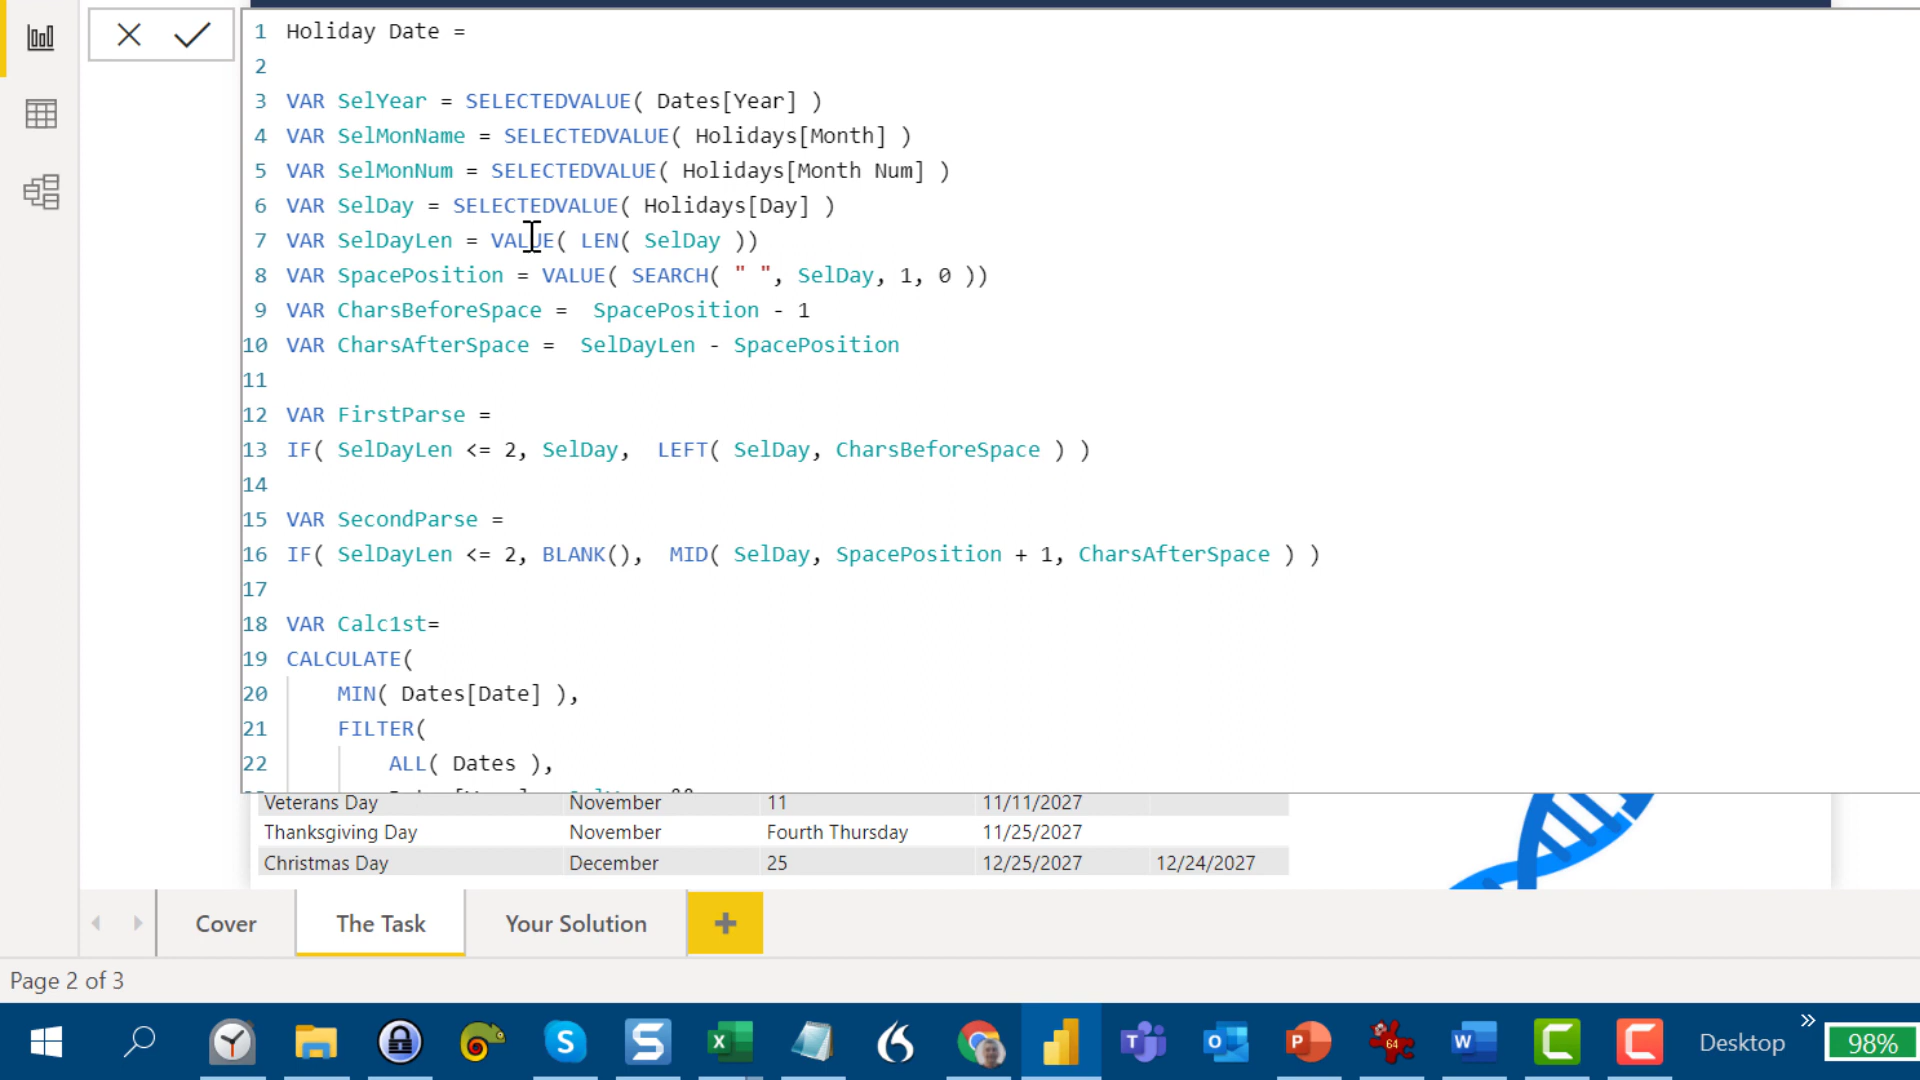 1 Holiday Date =
2
3 VAR SelYear = SELECTEDVALUE( Dates[Year] )
4 VAR SelMonName = SELECTEDVALUE( Holidays[Month] )
5 VAR SelMonNum = SELECTEDVALUE( Holidays[Month Num] )
6 VAR SelDay = SELECTEDVALUE( Holidays[Day] )
7 VAR SelDayLen = VALUE( LEN( SelDay ))
8 VAR SpacePosition = VALUE( SEARCH( " ", SelDay, 1, 0 ))
9 VAR CharsBeforeSpace =  SpacePosition - 1
10 VAR CharsAfterSpace =  SelDayLen - SpacePosition
11
12 VAR FirstParse =
13 IF( SelDayLen <= 2, SelDay,  LEFT( SelDay, CharsBeforeSpace ) )
14
15 VAR SecondParse =
16 IF( SelDayLen <= 2, BLANK(),  MID( SelDay, SpacePosition + 1, CharsAfterSpace ) )
17
18 VAR Calc1st=
19 CALCULATE(
20 MIN( Dates[Date] ),
21 FILTER(
22 ALL( Dates ),
Veterans Day November 11 11/11/2027
Thanksgiving Day November Fourth Thursday 11/25/2027
Christmas Day December 25 12/25/2027 12/24/2027
Cover The Task Your Solution +
Page 2 of 3
Desktop » 98%